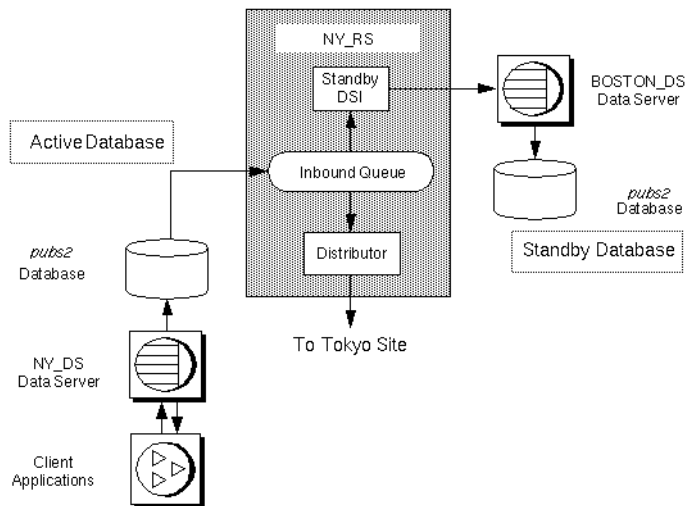 NY_RS
Standby
DSI
BOSTON_DS
Data Server
Active Database
Inbound Queue
pubs2
Database
pubs2
Database
Distributor
Standby Database
To Tokyo Site
NY_DS
Data Server
Client
Applications